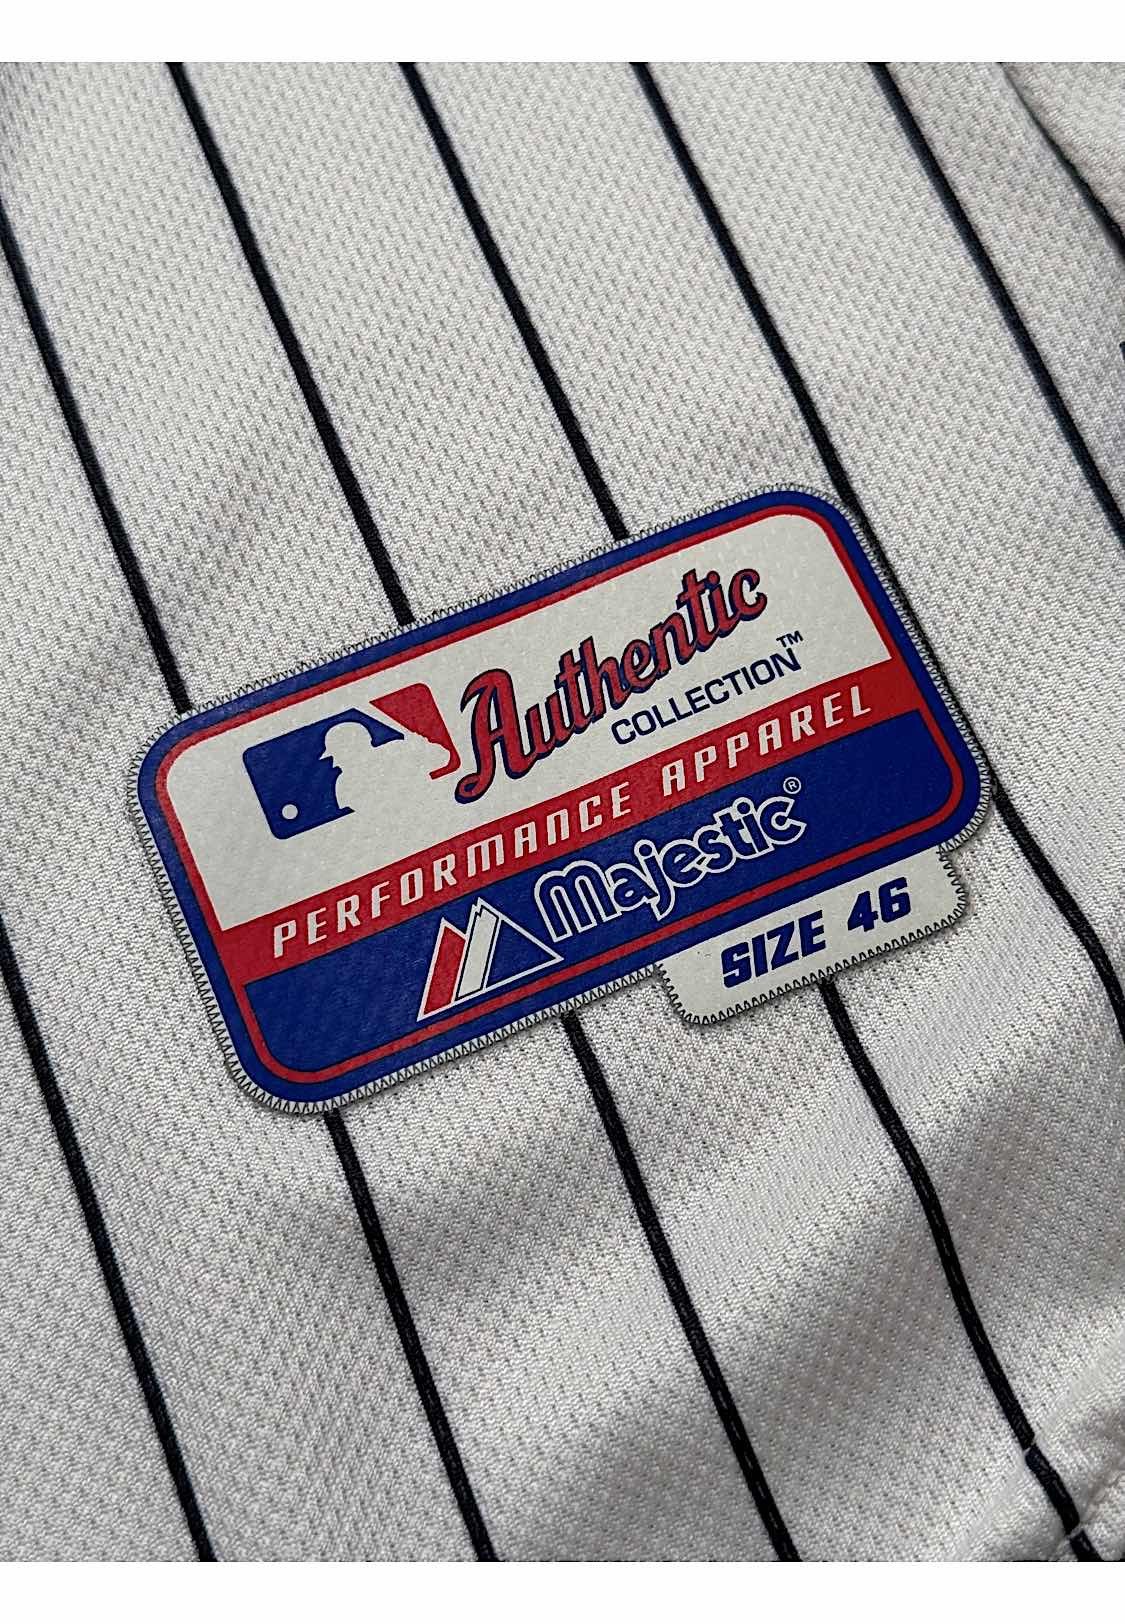 Authentic
COLLECTION™
PERFORMANCE APPAREL
Majestic®
SIZE 46